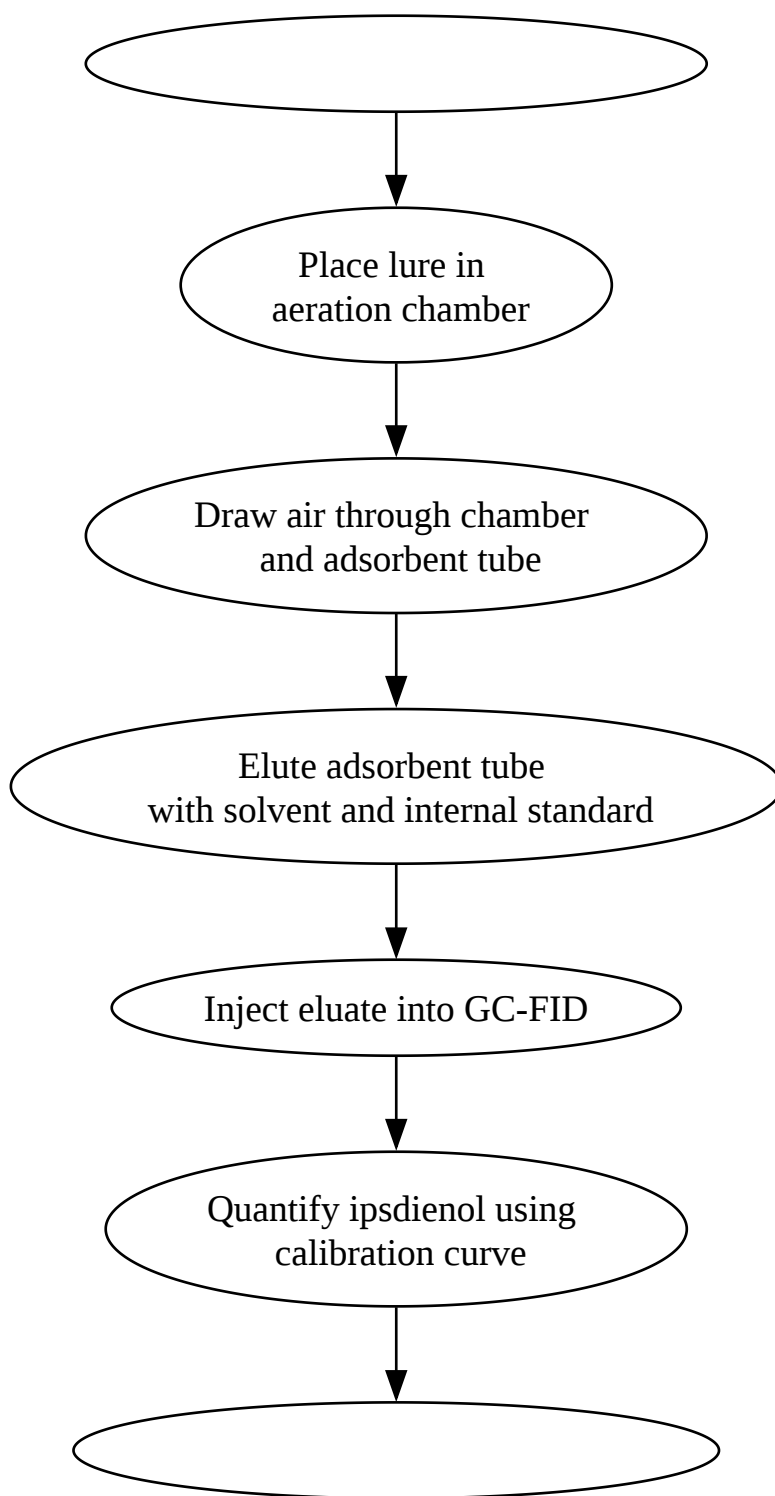 Place lure in
aeration chamber
Draw air through chamber
and adsorbent tube
Elute adsorbent tube
with solvent and internal standard
Inject eluate into GC-FID
Quantify ipsdienol using
calibration curve